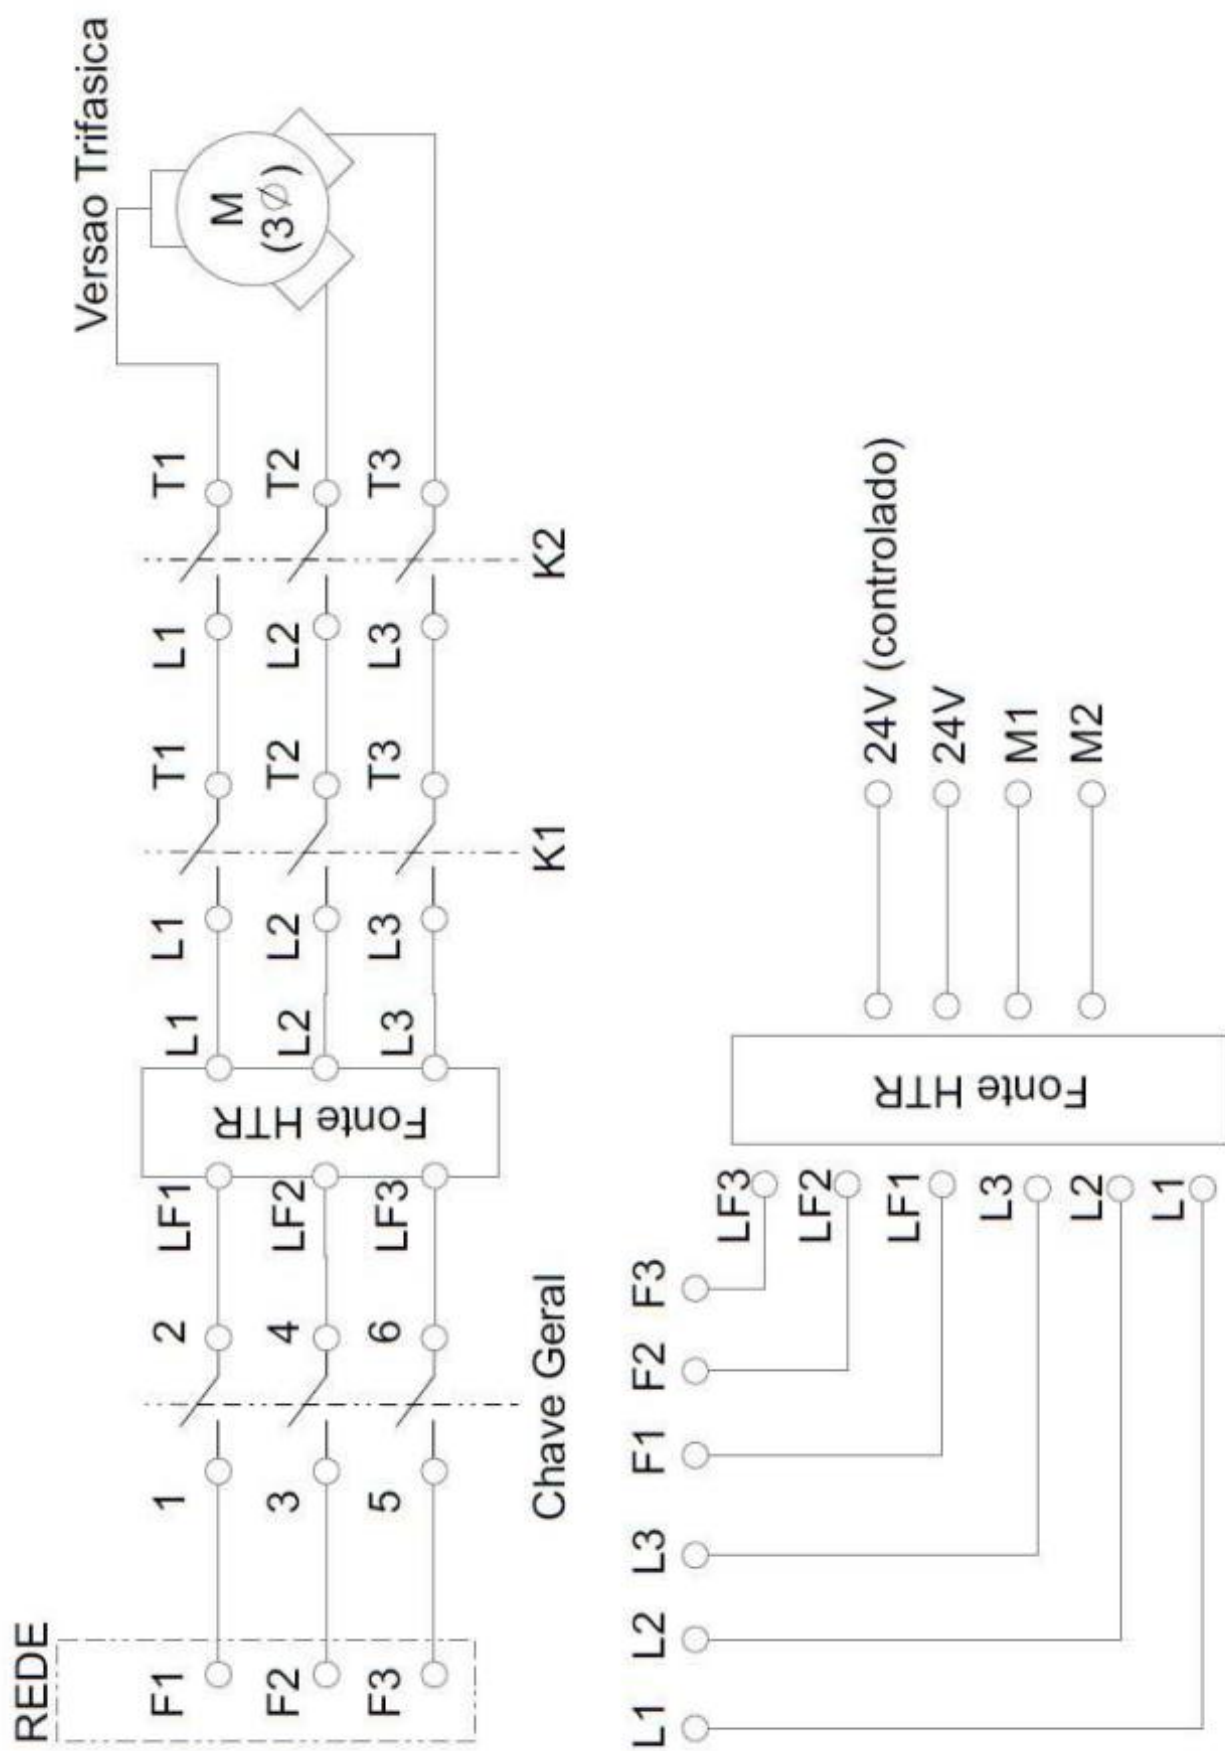 Versao Trifasica
REDE
F1 1 2 LF1 L1 L1 T1 L1 T1
F2 3 4 LF2 L2 L2 T2 L2 T2
F3 5 6 LF3 L3 L3 T3 L3 T3
Fonte HTR
M
(3Ø)
Chave Geral K1 K2
L1 L2 L3 F1 F2 F3
LF3
LF2
LF1
L3
L2
L1
Fonte HTR
24V (controlado)
24V
M1
M2